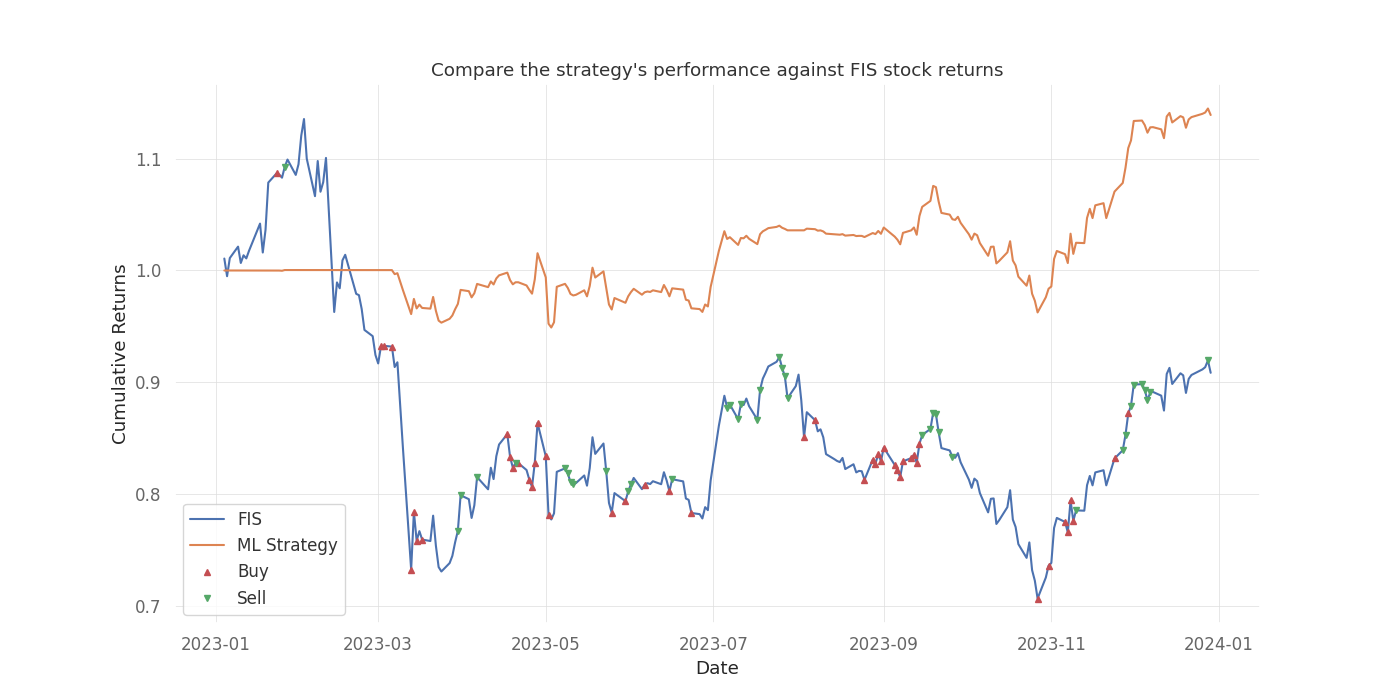 Compare the strategy's performance against FIS stock returns
Cumulative Returns
1.1
1.0
0.9
0.8
0.7
FIS
ML Strategy
Buy
Sell
2023-01
2023-03
2023-05
2023-07
2023-09
2023-11
2024-01
Date